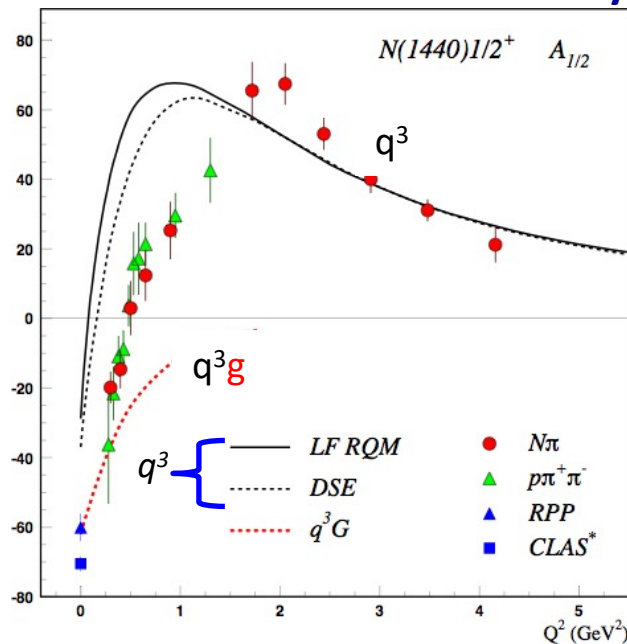 N(1440)1/2⁺ A₁/₂
80
60
40
20
0
-20
-40
-60
-80
q³
q³g
q³
LF RQM
DSE
q³G
Nπ
pπ⁺π⁻
RPP
CLAS*
0 1 2 3 4 5
Q² (GeV²)